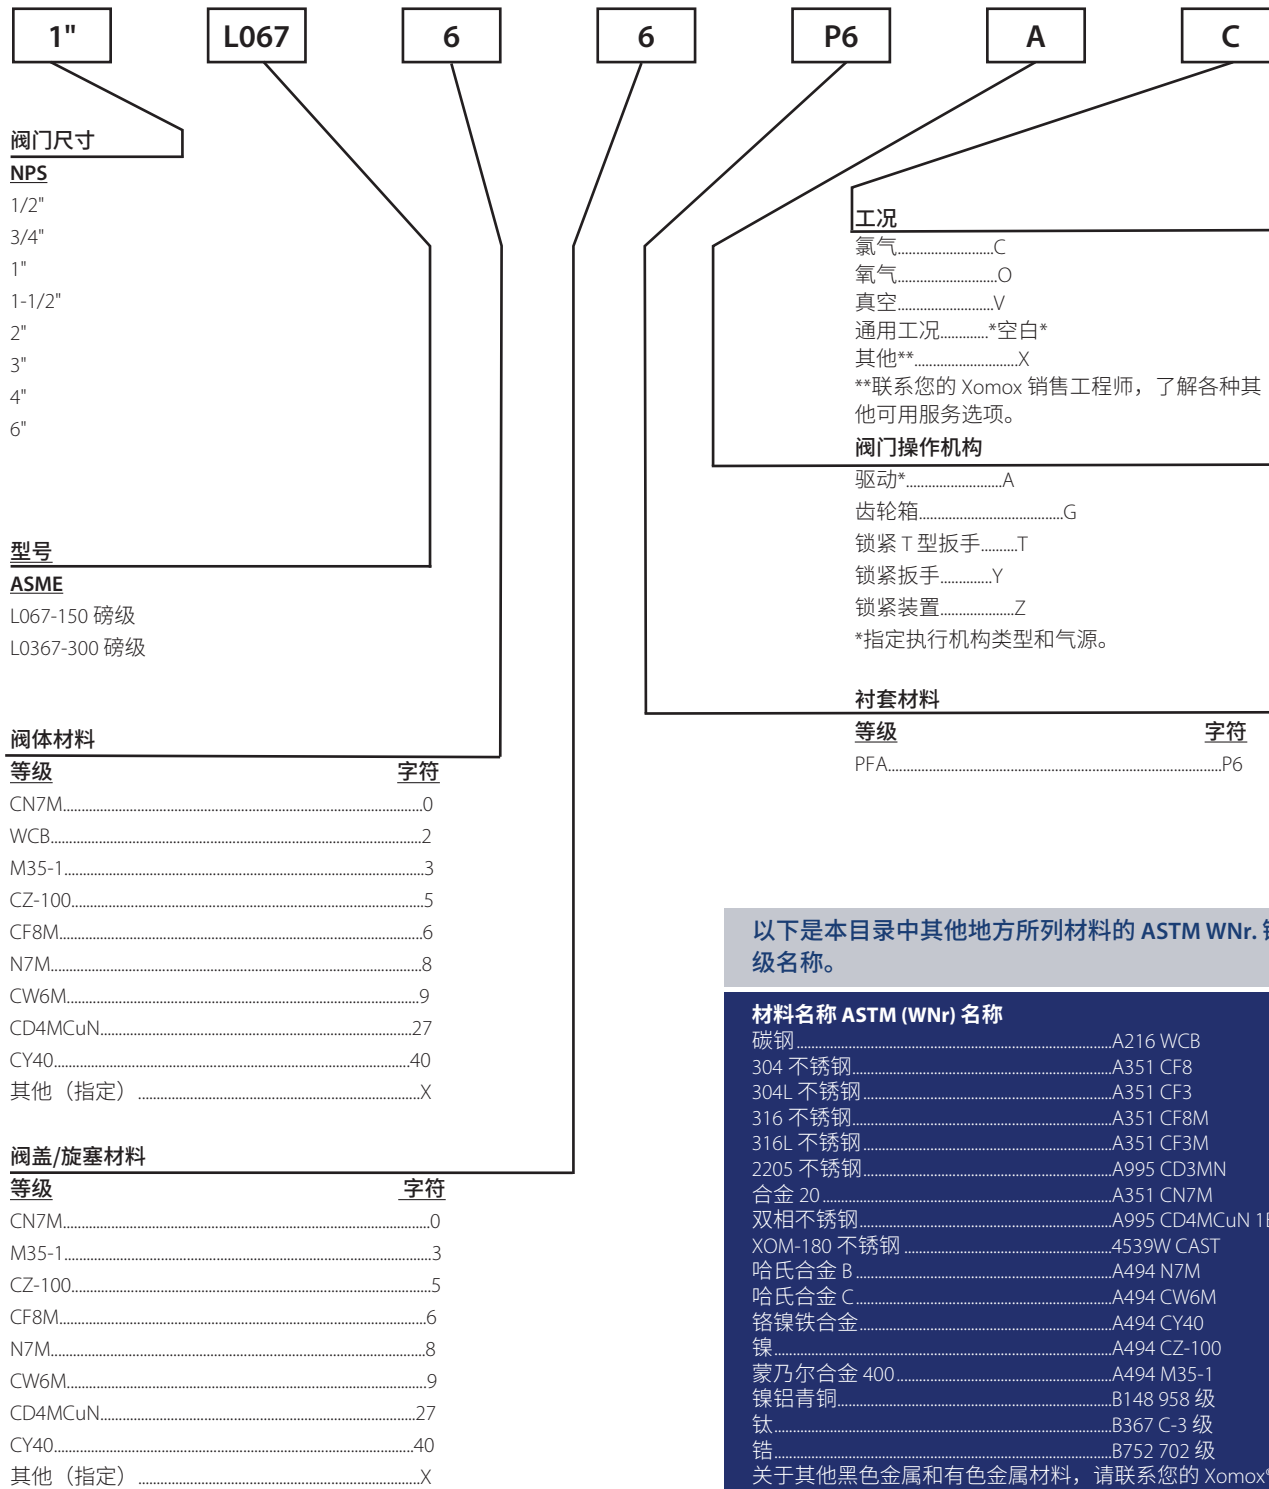 1" L067 6 6 P6 A C
阀门尺寸
NPS
1/2"
3/4"
1"
1-1/2"
2"
3"
4"
6"
型号
ASME
L067-150 磅级
L0367-300 磅级
阀体材料
等级 字符
CN7M 0
WCB 2
M35-1 3
CZ-100 5
CF8M 6
N7M 8
CW6M 9
CD4MCuN 27
CY40 40
其他（指定） X
阀盖/旋塞材料
等级 字符
CN7M 0
M35-1 3
CZ-100 5
CF8M 6
N7M 8
CW6M 9
CD4MCuN 27
CY40 40
其他（指定） X
工况
氯气 C
氧气 O
真空 V
通用工况 *空白*
其他** X
**联系您的 Xomox 销售工程师，了解各种其
他可用服务选项。
阀门操作机构
驱动* A
齿轮箱 G
锁紧 T 型扳手 T
锁紧扳手 Y
锁紧装置 Z
*指定执行机构类型和气源。
衬套材料
等级 字符
PFA P6
以下是本目录中其他地方所列材料的 ASTM WNr.
级名称。
材料名称 ASTM (WNr) 名称
碳钢 A216 WCB
304 不锈钢 A351 CF8
304L 不锈钢 A351 CF3
316 不锈钢 A351 CF8M
316L 不锈钢 A351 CF3M
2205 不锈钢 A995 CD3MN
合金 20 A351 CN7M
双相不锈钢 A995 CD4MCuN
XOM-180 不锈钢 4539W CAST
哈氏合金 B A494 N7M
哈氏合金 C A494 CW6M
铬镍铁合金 A494 CY40
镍 A494 CZ-100
蒙乃尔合金 400 A494 M35-1
镍铝青铜 B148 958 级
钛 B367 C-3 级
锆 B752 702 级
关于其他黑色金属和有色金属材料，请联系您的 Xomox®